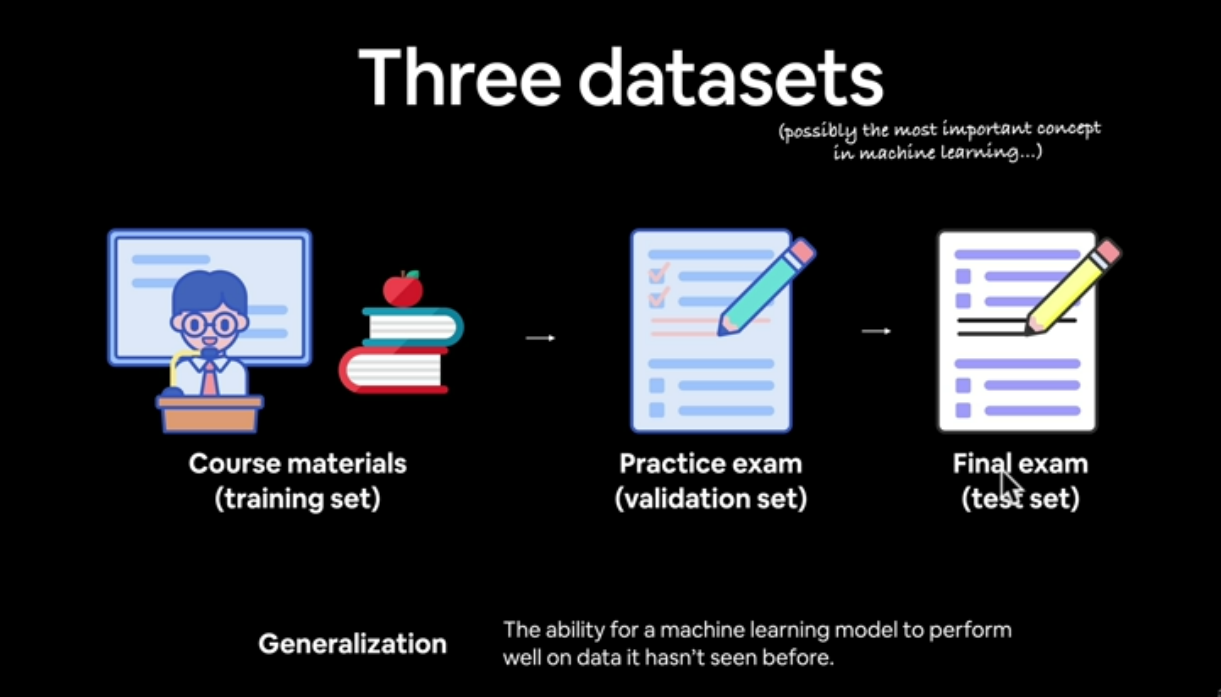 Three datasets
(possibly the most important concept
in machine learning...)
Course materials
(training set)
Practice exam
(validation set)
Final exam
(test set)
Generalization
The ability for a machine learning model to perform
well on data it hasn't seen before.